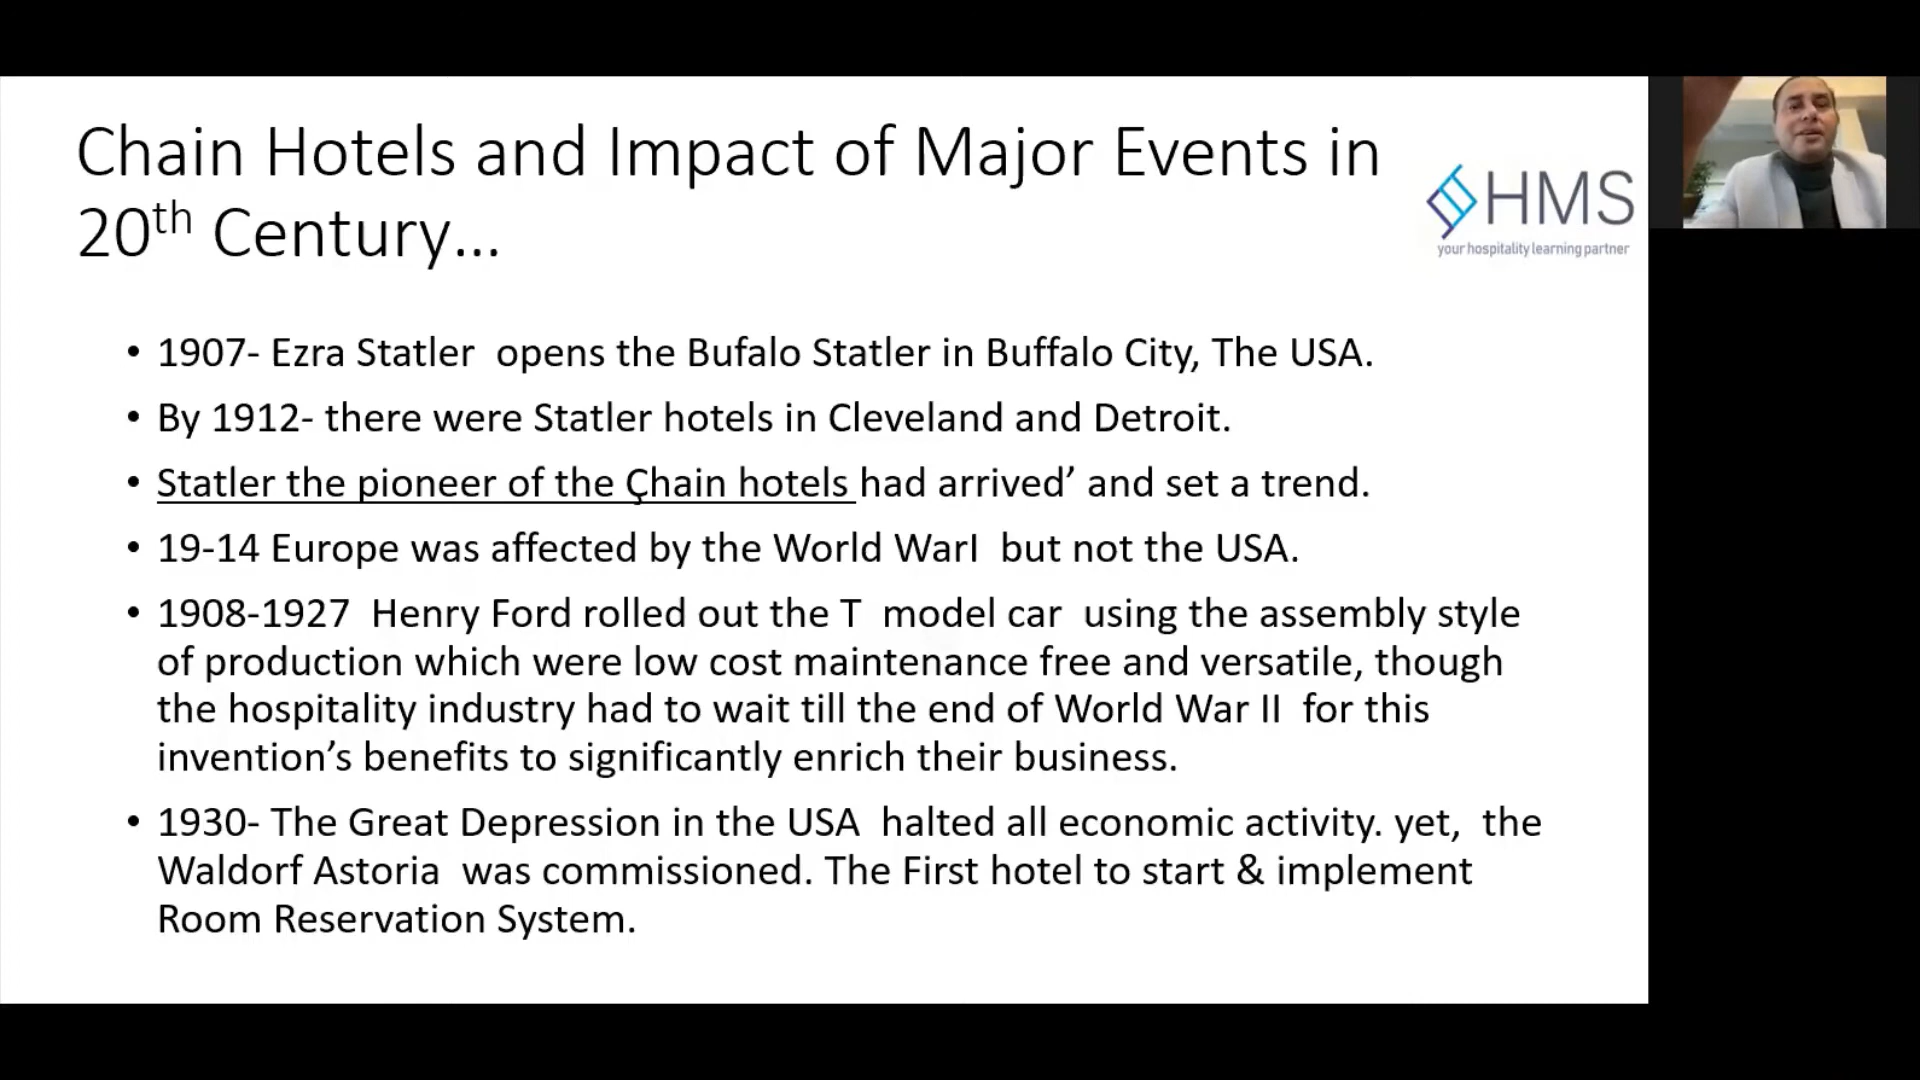 Chain Hotels and Impact of Major Events in
20th Century...
HMS
your hospitality learning partner
• 1907- Ezra Statler opens the Bufalo Statler in Buffalo City, The USA.
• By 1912- there were Statler hotels in Cleveland and Detroit.
• Statler the pioneer of the Çhain hotels had arrived’ and set a trend.
• 19-14 Europe was affected by the World WarI but not the USA.
• 1908-1927 Henry Ford rolled out the T model car using the assembly style
of production which were low cost maintenance free and versatile, though
the hospitality industry had to wait till the end of World War II for this
invention’s benefits to significantly enrich their business.
• 1930- The Great Depression in the USA halted all economic activity. yet, the
Waldorf Astoria was commissioned. The First hotel to start & implement
Room Reservation System.